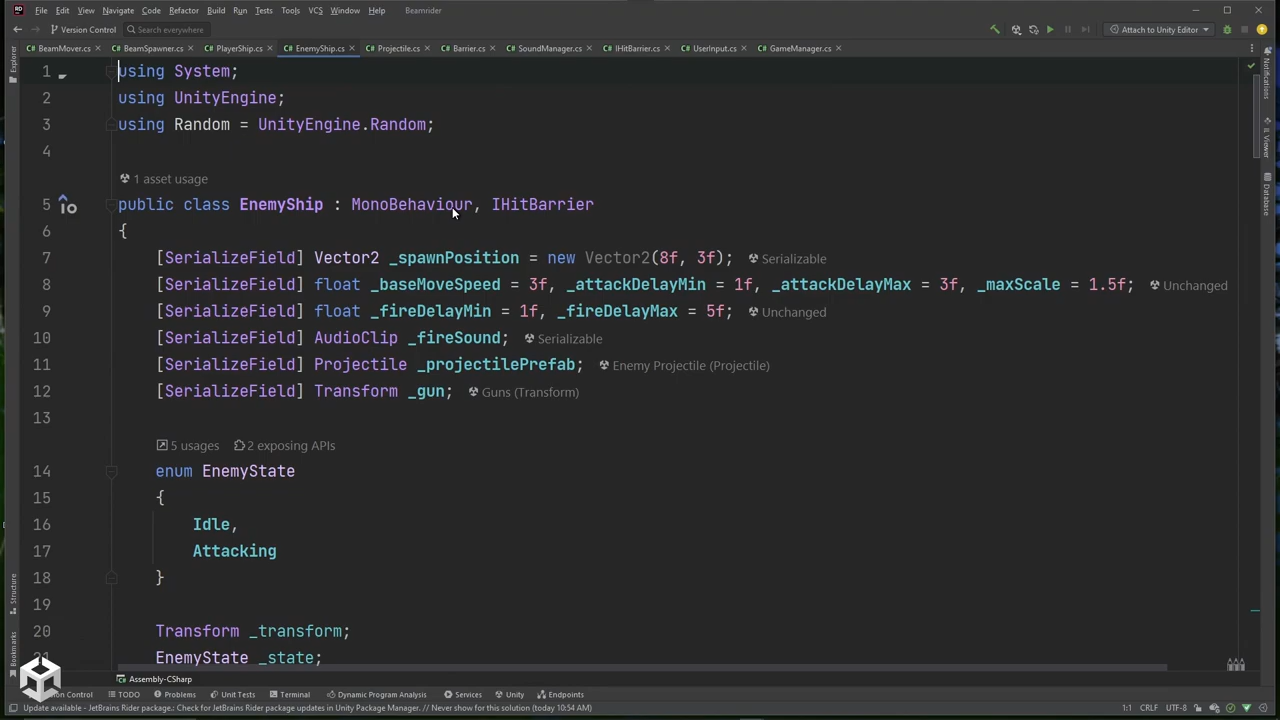 File Edit View Navigate Code Refactor Build Run Tests Tools VCS Window Help Beamrider
Version Control Search everywhere Attach to Unity Editor
BeamMover.cs BeamSpawner.cs PlayerShip.cs EnemyShip.cs Projectile.cs Barrier.cs SoundManager.cs IHitBarrier.cs UserInput.cs GameManager.cs
1 using System;
2 using UnityEngine;
3 using Random = UnityEngine.Random;
4
1 asset usage
5 public class EnemyShip : MonoBehaviour, IHitBarrier
6 {
7 [SerializeField] Vector2 _spawnPosition = new Vector2(8f, 3f); Serializable
8 [SerializeField] float _baseMoveSpeed = 3f, _attackDelayMin = 1f, _attackDelayMax = 3f, _maxScale = 1.5f; Unchanged
9 [SerializeField] float _fireDelayMin = 1f, _fireDelayMax = 5f; Unchanged
10 [SerializeField] AudioClip _fireSound; Serializable
11 [SerializeField] Projectile _projectilePrefab; Enemy Projectile (Projectile)
12 [SerializeField] Transform _gun; Guns (Transform)
13
5 usages 2 exposing APIs
14 enum EnemyState
15 {
16 Idle,
17 Attacking
18 }
19
20 Transform _transform;
21 EnemyState _state;
Assembly-CSharp
Control TODO Problems Unit Tests Terminal Dynamic Program Analysis Services Unity Endpoints
Update available - JetBrains Rider package.: Check for JetBrains Rider package updates in Unity Package Manager. // Never show for this solution (today 10:54 AM) 1:1 CRLF UTF-8
Explorer
Structure
Bookmarks
Notifications
IL Viewer
Database